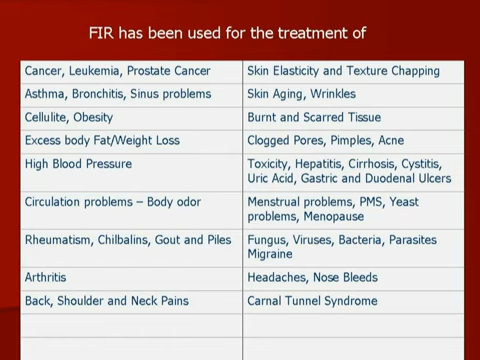 FIR has been used for the treatment of
Cancer, Leukemia, Prostate Cancer
Skin Elasticity and Texture Chapping
Asthma, Bronchitis, Sinus problems
Skin Aging, Wrinkles
Cellulite, Obesity
Burnt and Scarred Tissue
Excess body Fat/Weight Loss
Clogged Pores, Pimples, Acne
High Blood Pressure
Toxicity, Hepatitis, Cirrhosis, Cystitis,
Uric Acid, Gastric and Duodenal Ulcers
Circulation problems – Body odor
Menstrual problems, PMS, Yeast
problems, Menopause
Rheumatism, Chilbalins, Gout and Piles
Fungus, Viruses, Bacteria, Parasites
Migraine
Arthritis
Headaches, Nose Bleeds
Back, Shoulder and Neck Pains
Carnal Tunnel Syndrome